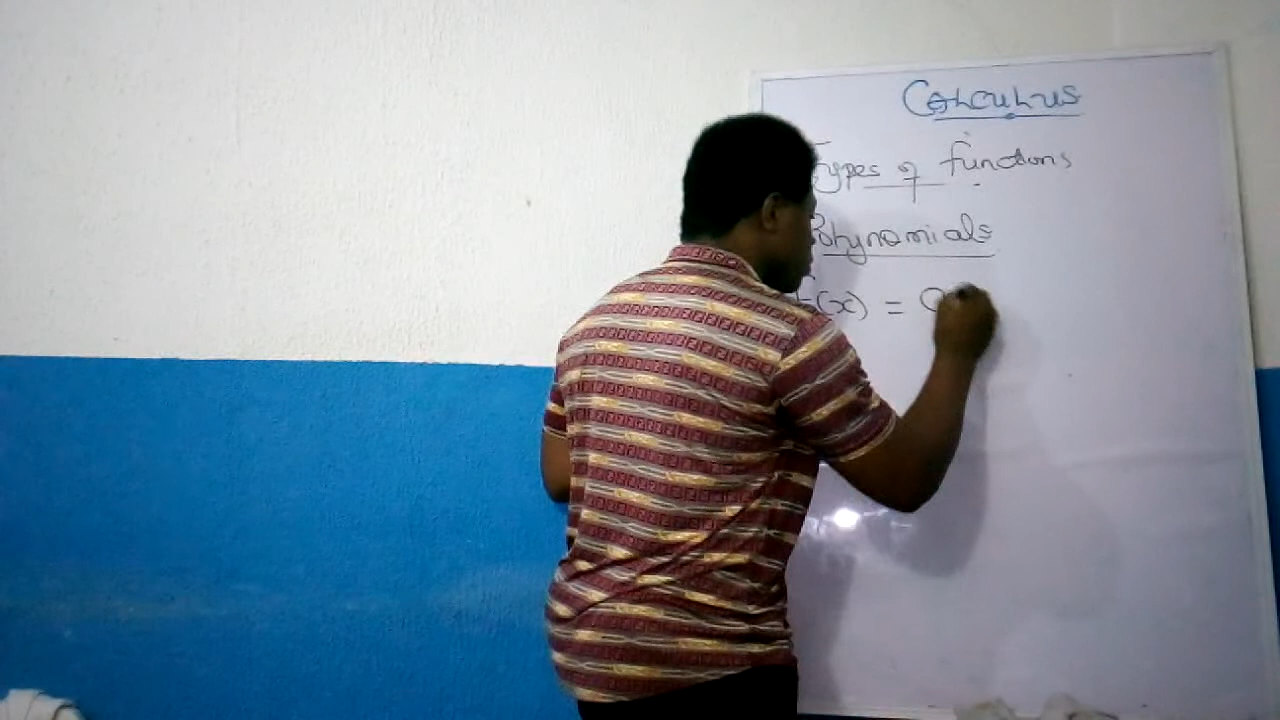 Calculus
Types of functions
Polynomials
f(x) = a